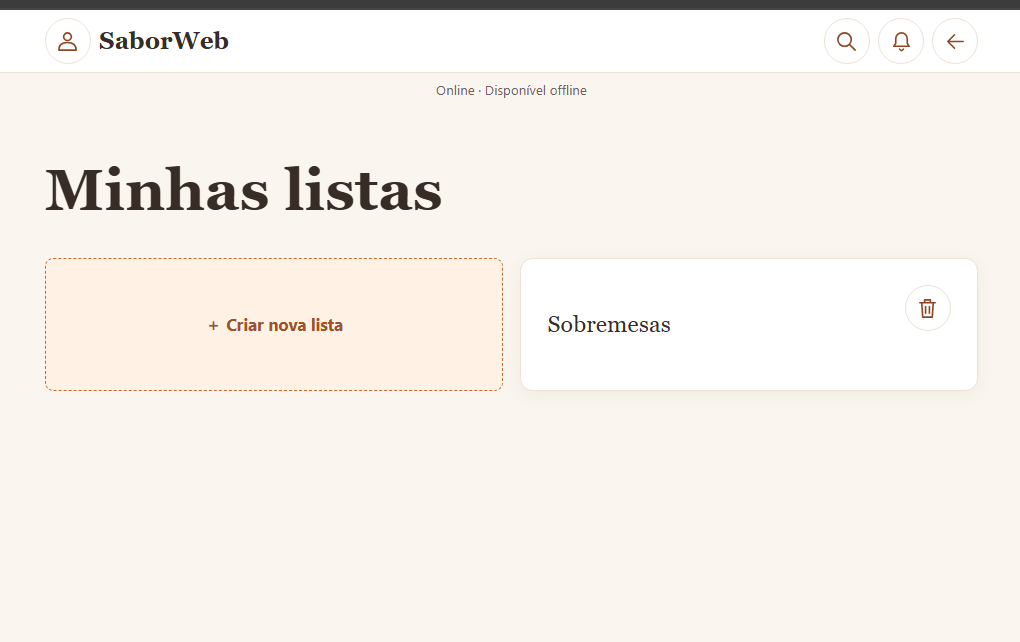 SaborWeb
Online · Disponível offline
Minhas listas
+ Criar nova lista
Sobremesas